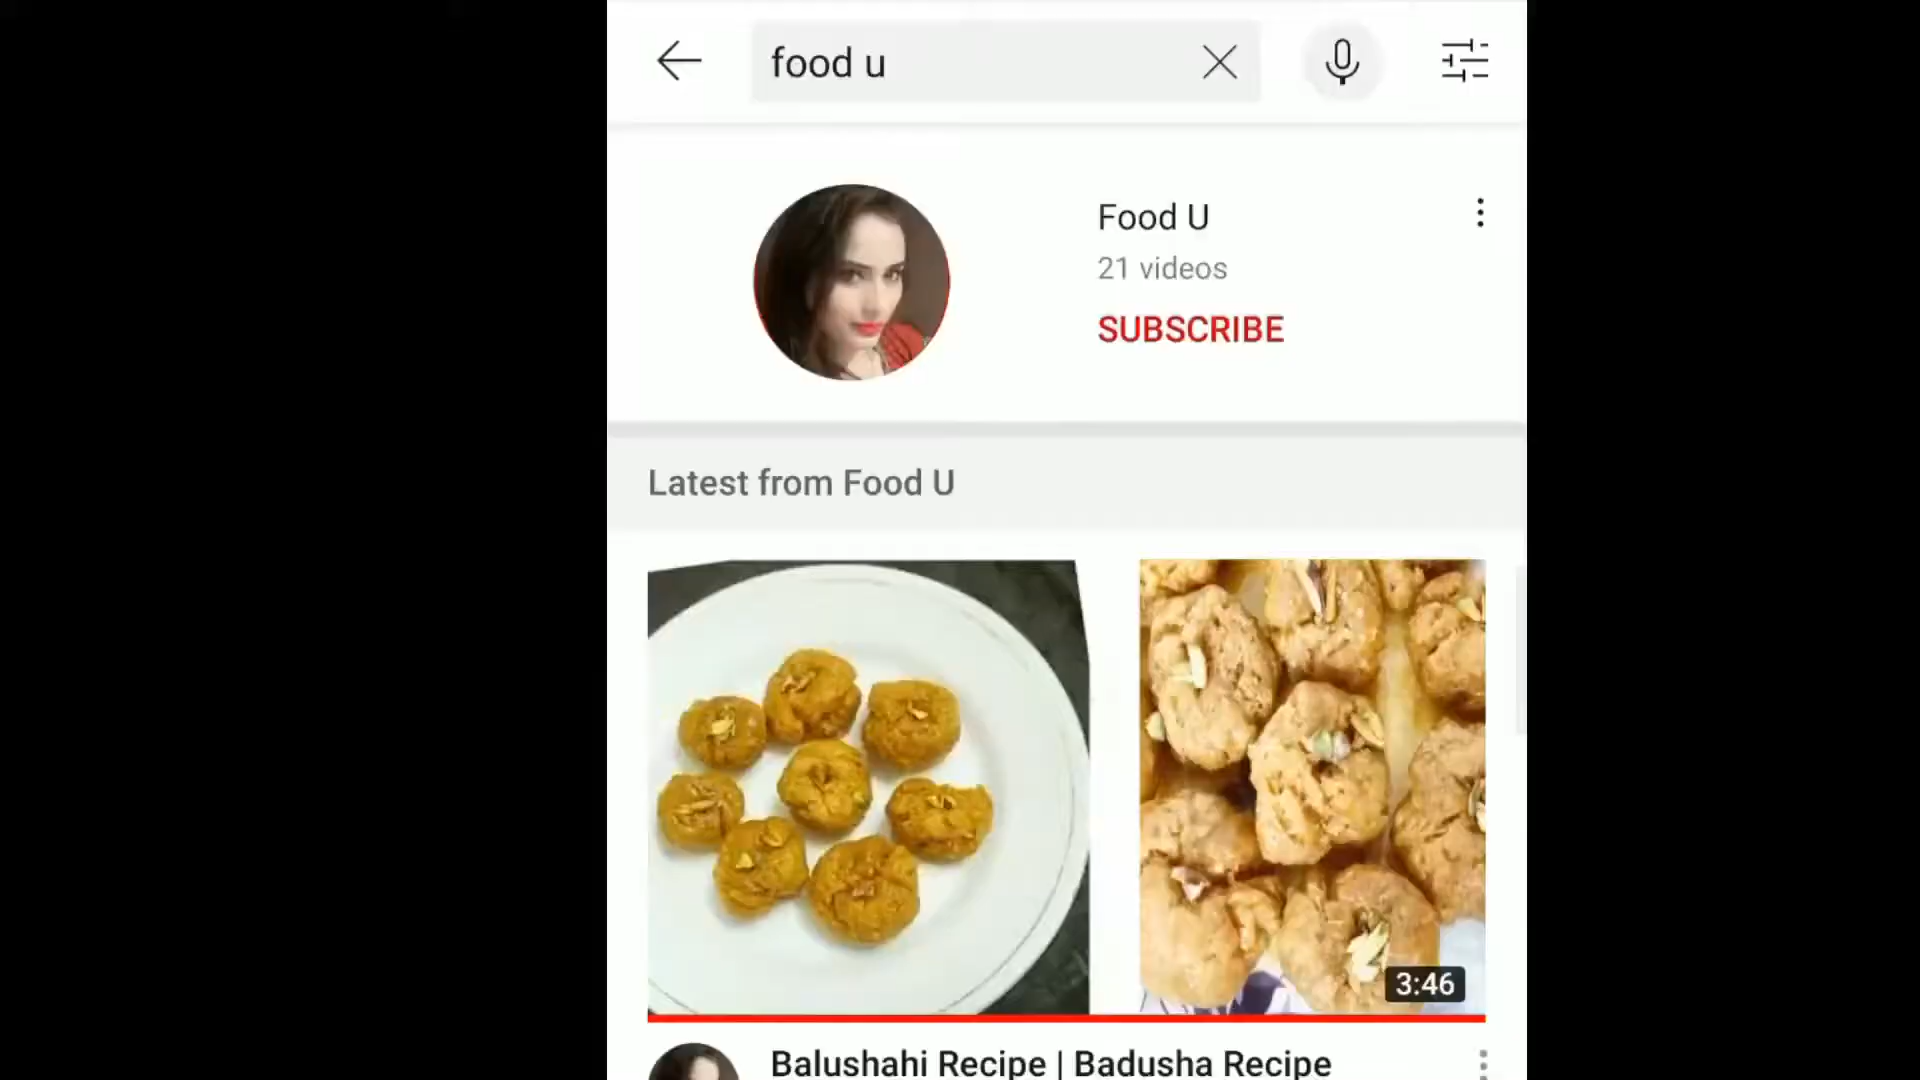 food u
Food U
21 videos
SUBSCRIBE
Latest from Food U
3:46
Balushahi Recipe | Badusha Recipe